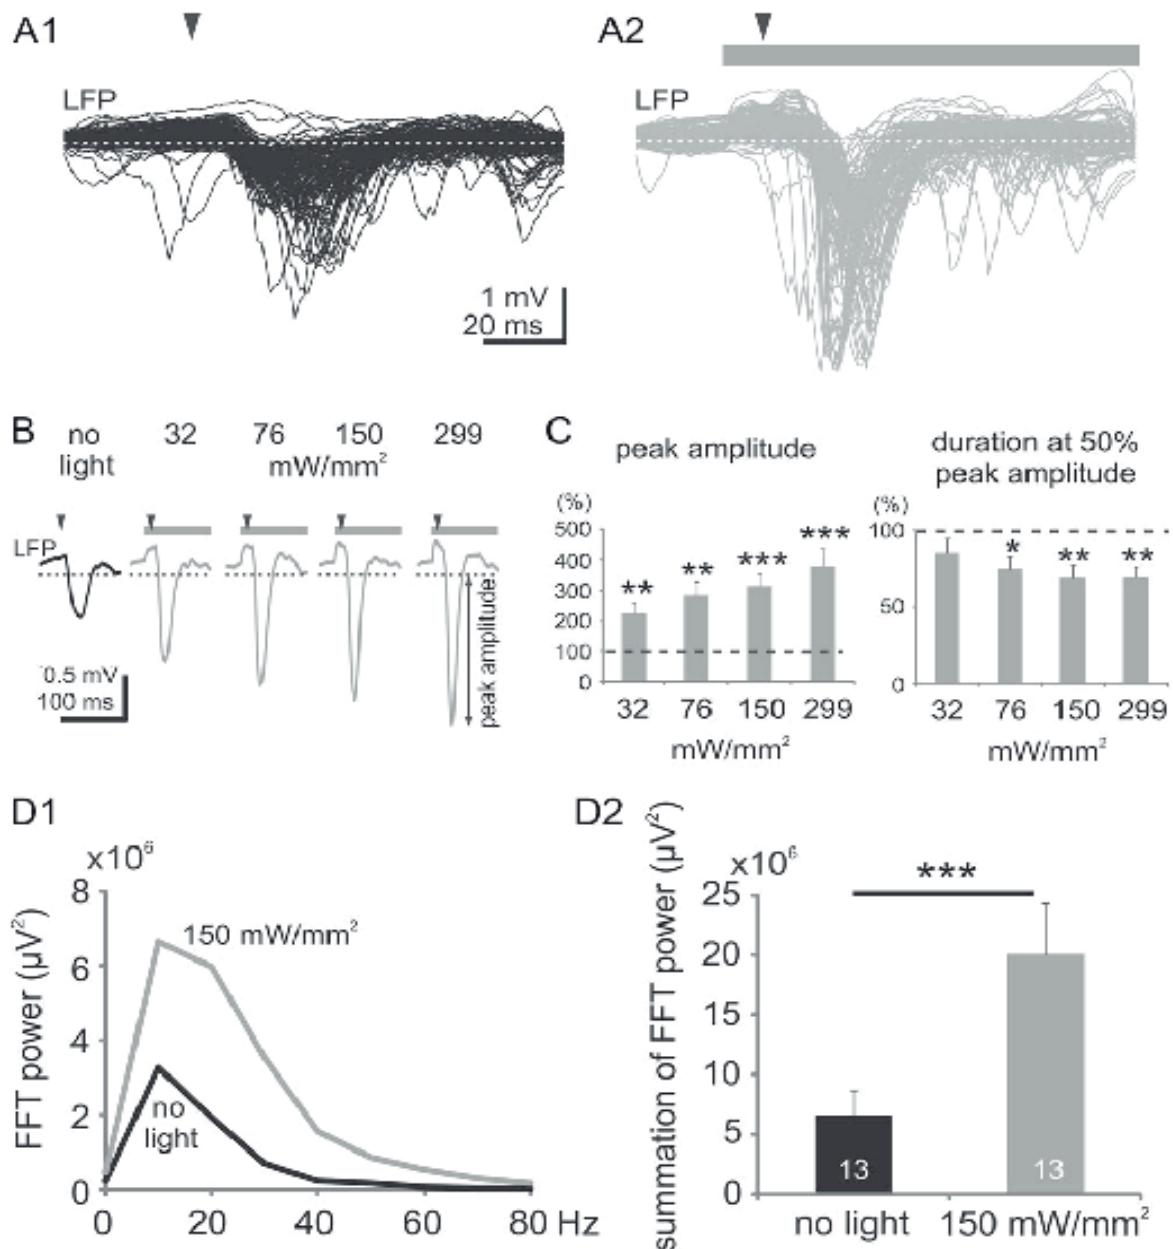 A1
A2
LFP
LFP
1 mV
20 ms
B
no light
32
76
150
299
mW/mm²
LFP
0.5 mV
100 ms
peak amplitude
C
peak amplitude
(%)
500
400
300
200
100
0
**
**
***
***
32
76
150
299
mW/mm²
duration at 50%
peak amplitude
(%)
100
50
0
*
**
**
32
76
150
299
mW/mm²
D1
x10⁶
FFT power (µV²)
8
6
4
2
0
150 mW/mm²
no
light
0
20
40
60
80 Hz
D2
x10⁶
summation of FFT power (µV²)
25
20
15
10
5
0
***
13
13
no light
150 mW/mm²